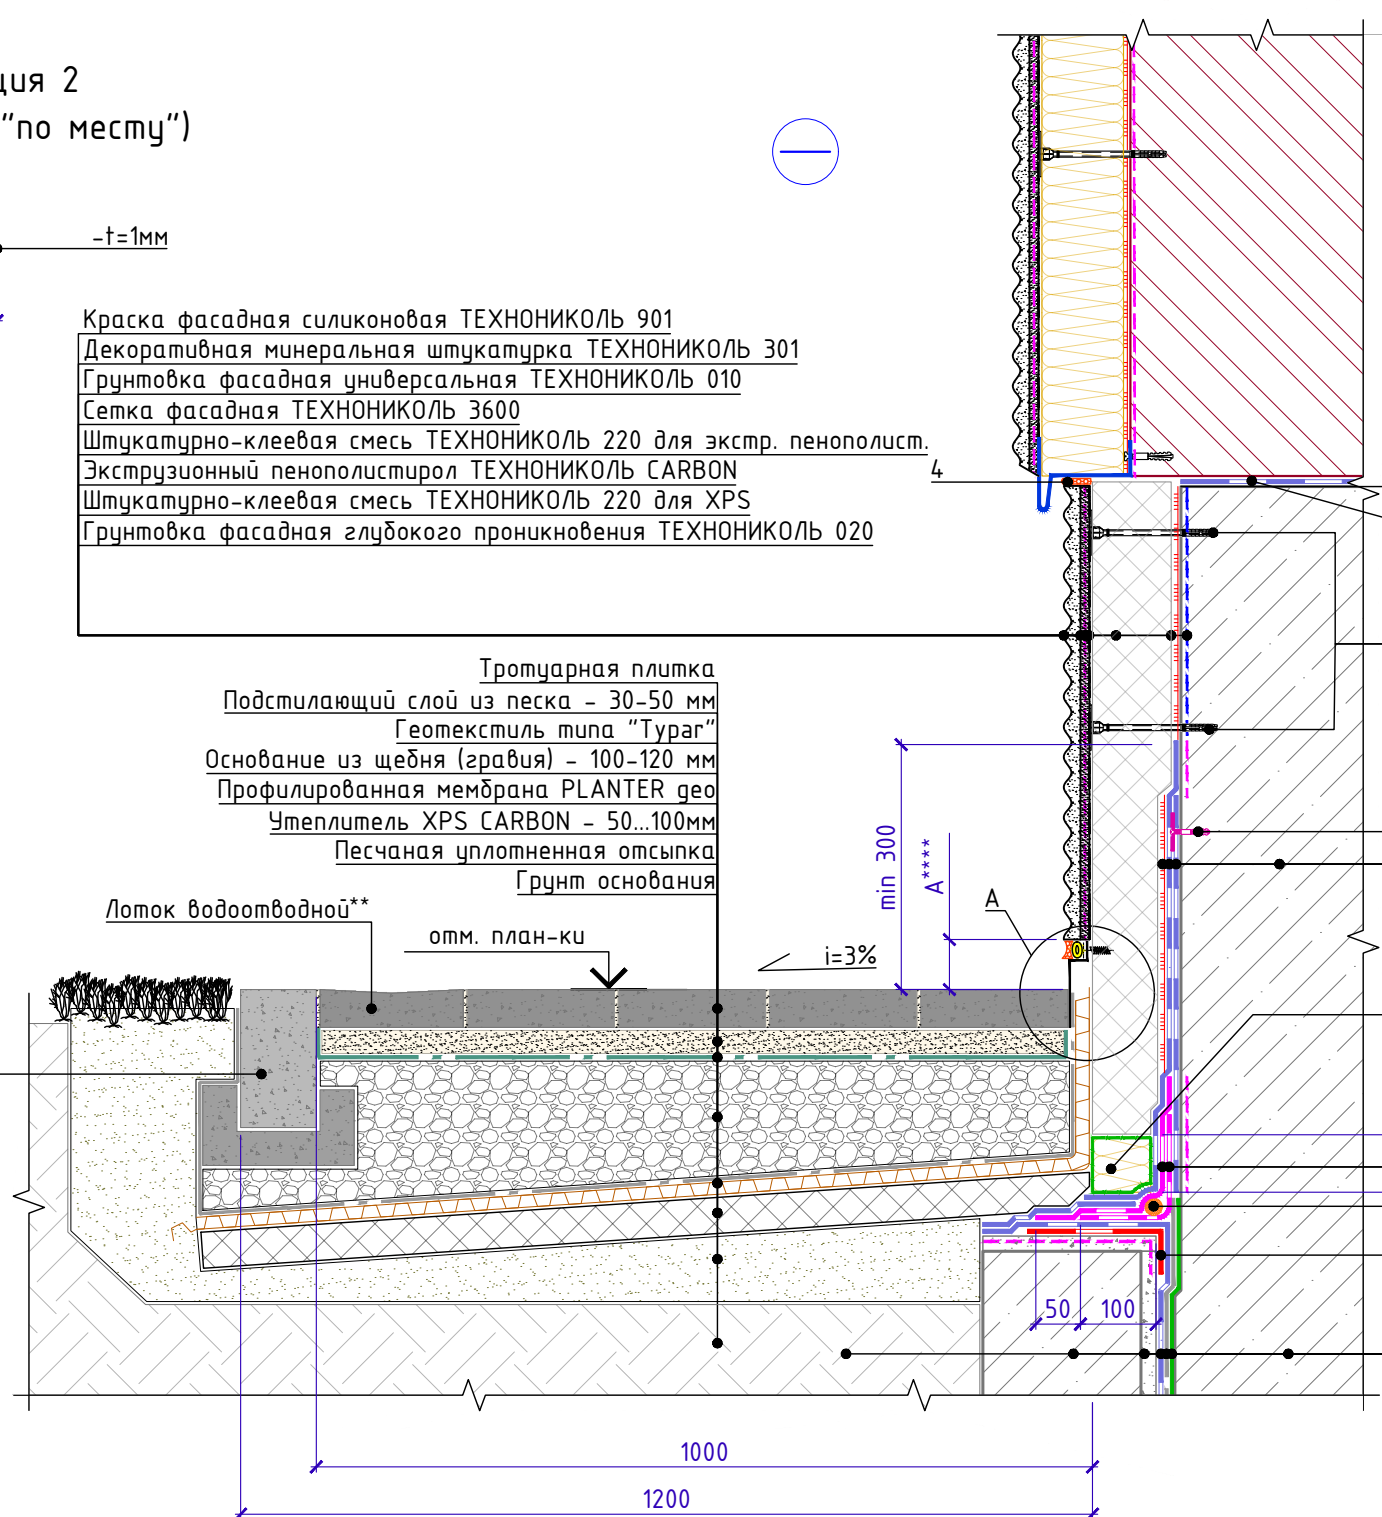 ция 2
"по месту")
-t=1мм
Краска фасадная силиконовая ТЕХНОНИКОЛЬ 901
Декоративная минеральная штукатурка ТЕХНОНИКОЛЬ 301
Грунтовка фасадная универсальная ТЕХНОНИКОЛЬ 010
Сетка фасадная ТЕХНОНИКОЛЬ 3600
Штукатурно-клеевая смесь ТЕХНОНИКОЛЬ 220 для экстр. пенополист.
Экструзионный пенополистирол ТЕХНОНИКОЛЬ CARBON
Штукатурно-клеевая смесь ТЕХНОНИКОЛЬ 220 для XPS
Грунтовка фасадная глубокого проникновения ТЕХНОНИКОЛЬ 020
4
Тротуарная плитка
Подстилающий слой из песка - 30-50 мм
Геотекстиль типа "Typar"
Основание из щебня (гравия) - 100-120 мм
Профилированная мембрана PLANTER geo
Утеплитель XPS CARBON - 50...100мм
Песчаная уплотненная отсыпка
Грунт основания
Лоток водоотводной**
отм. план-ки
i=3%
min 300
А****
А
50
100
1000
1200